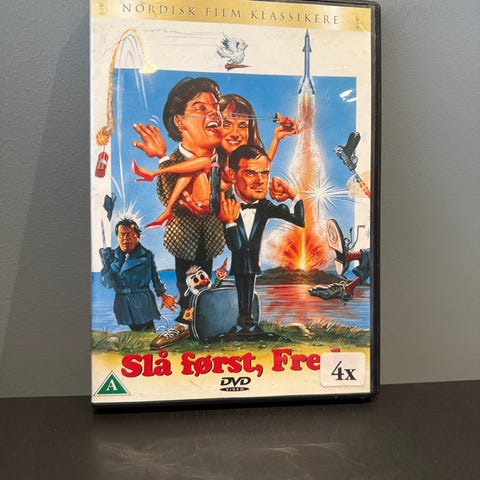 NORDISK FILM KLASSIKERE
Slå først, Fre
4x
A
DVD
VIDEO